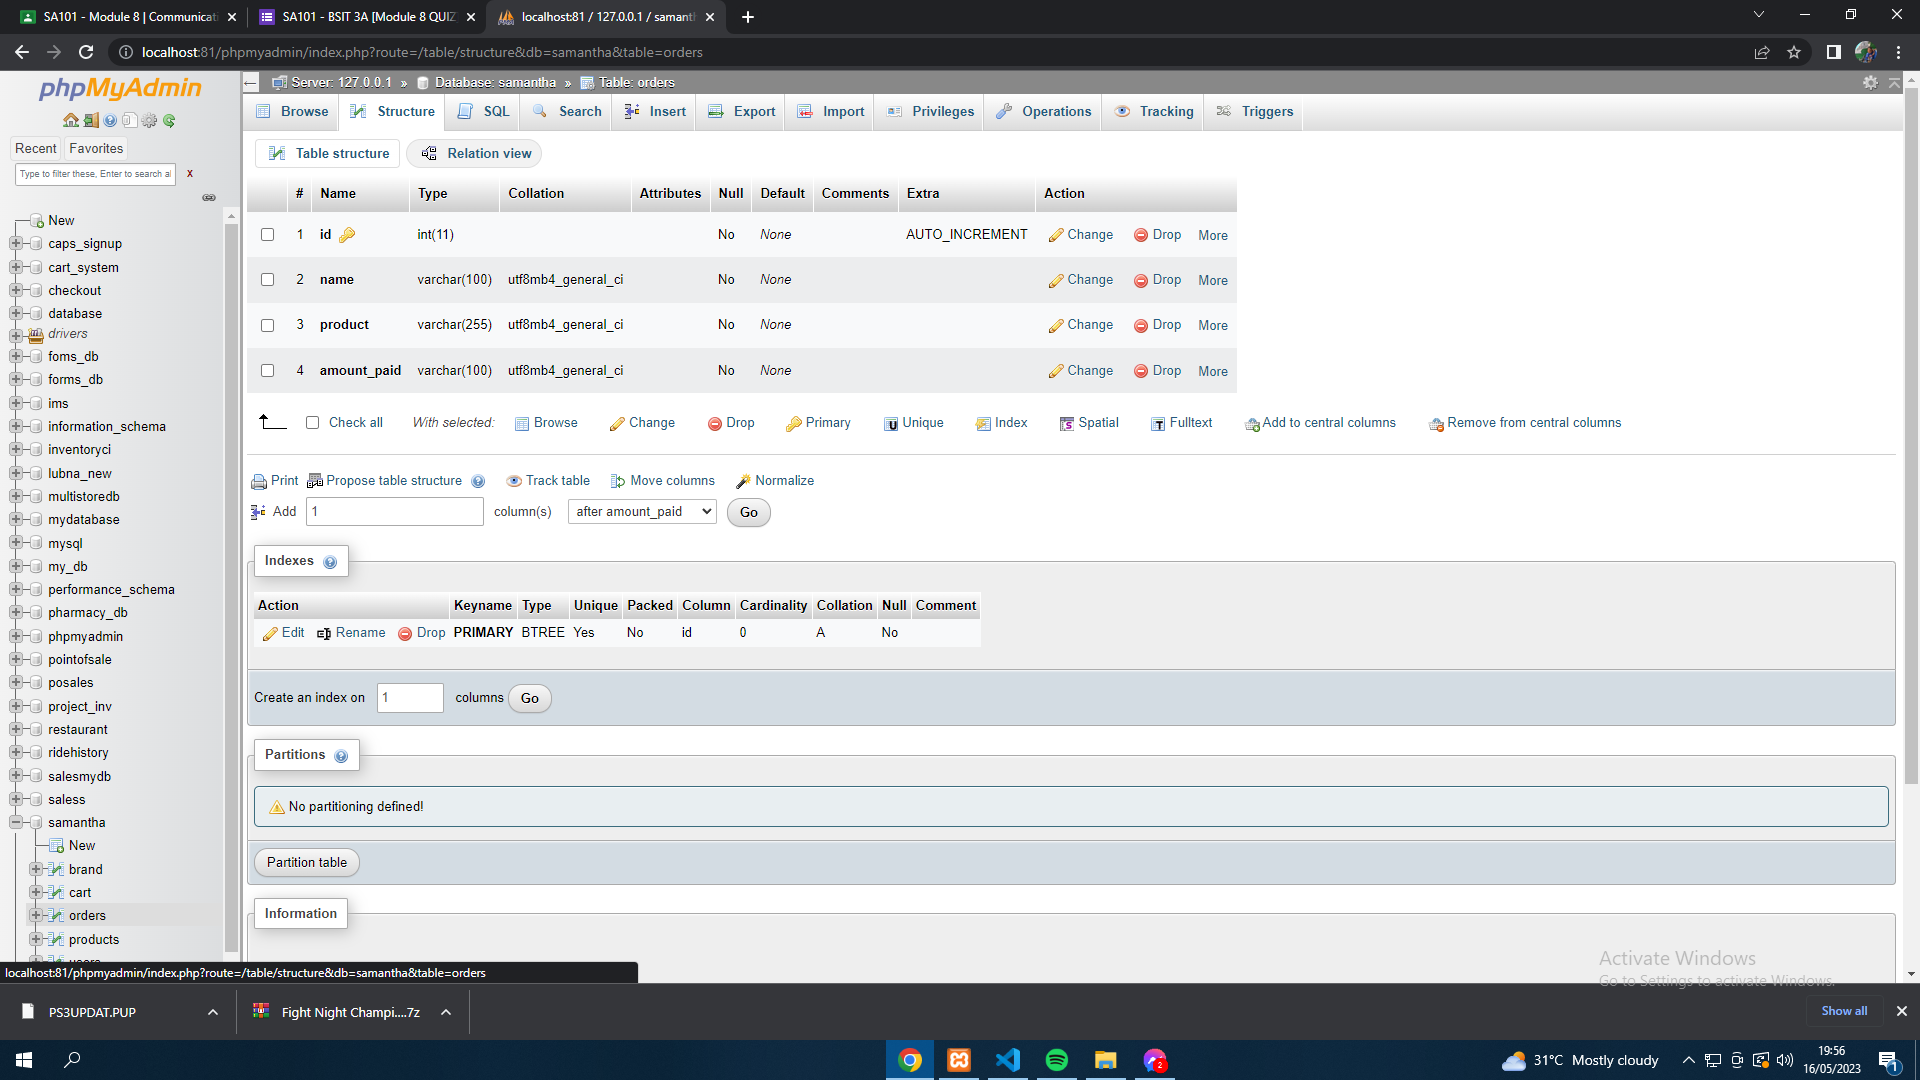 SA101 - Module 8 | Communicati
SA101 - BSIT 3A [Module 8 QUIZ
localhost:81 / 127.0.0.1 / samanth
localhost:81/phpmyadmin/index.php?route=/table/structure&db=samantha&table=orders
phpMyAdmin
Recent Favorites
Type to filter these, Enter to search al X
New
caps_signup
cart_system
checkout
database
drivers
foms_db
forms_db
ims
information_schema
inventoryci
lubna_new
multistoredb
mydatabase
mysql
my_db
performance_schema
pharmacy_db
phpmyadmin
pointofsale
posales
project_inv
restaurant
ridehistory
salesmydb
saless
samantha
New
brand
cart
orders
products
Server: 127.0.0.1 » Database: samantha » Table: orders
Browse Structure SQL Search Insert Export Import Privileges Operations Tracking Triggers
Table structure Relation view
# Name Type Collation Attributes Null Default Comments Extra Action
1 id int(11) No None AUTO_INCREMENT Change Drop More
2 name varchar(100) utf8mb4_general_ci No None Change Drop More
3 product varchar(255) utf8mb4_general_ci No None Change Drop More
4 amount_paid varchar(100) utf8mb4_general_ci No None Change Drop More
Check all With selected: Browse Change Drop Primary Unique Index Spatial Fulltext Add to central columns Remove from central columns
Print Propose table structure Track table Move columns Normalize
Add 1 column(s) after amount_paid Go
Indexes
Action Keyname Type Unique Packed Column Cardinality Collation Null Comment
Edit Rename Drop PRIMARY BTREE Yes No id 0 A No
Create an index on 1 columns Go
Partitions
No partitioning defined!
Partition table
Information
Activate Windows
Go to Settings to activate Windows.
localhost:81/phpmyadmin/index.php?route=/table/structure&db=samantha&table=orders
PS3UPDAT.PUP
Fight Night Champi....7z
Show all
31°C Mostly cloudy
19:56
16/05/2023
2
1